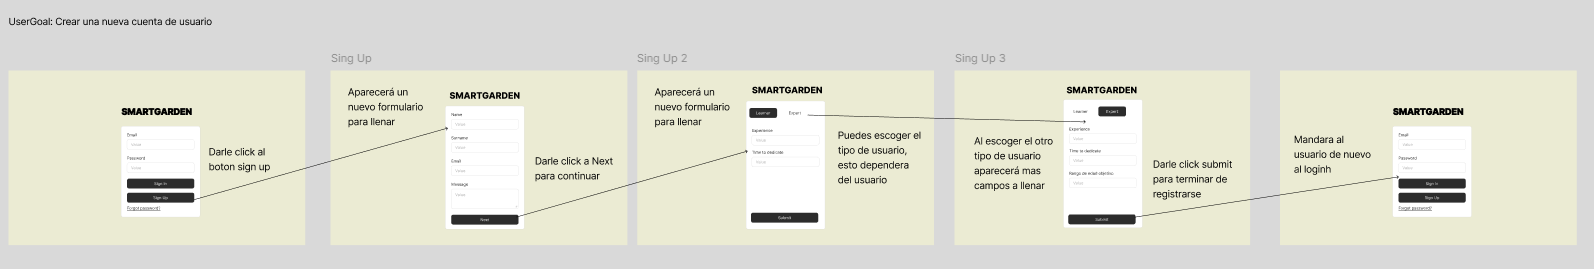 UserGoal: Crear una nueva cuenta de usuario
SMARTGARDEN
Email
Value
Password
Value
Sign In
Sign Up
Forgot password?
Darle click al
boton sign up
Sing Up
Aparecerá un
nuevo formulario
para llenar
SMARTGARDEN
Name
Value
Surname
Value
Email
Value
Message
Value
Next
Darle click a Next
para continuar
Sing Up 2
Aparecerá un
nuevo formulario
para llenar
SMARTGARDEN
Learner
Expert
Experience
Value
Time to dedicate
Value
Submit
Puedes escoger el
tipo de usuario,
esto dependera
del usuario
Sing Up 3
Al escoger el otro
tipo de usuario
aparecerá mas
campos a llenar
SMARTGARDEN
Learner
Expert
Experience
Value
Time to dedicate
Value
Rango de edad objetivo
Value
Submit
Darle click submit
para terminar de
registrarse
Mandara al
usuario de nuevo
al loginh
SMARTGARDEN
Email
Value
Password
Value
Sign In
Sign Up
Forgot password?